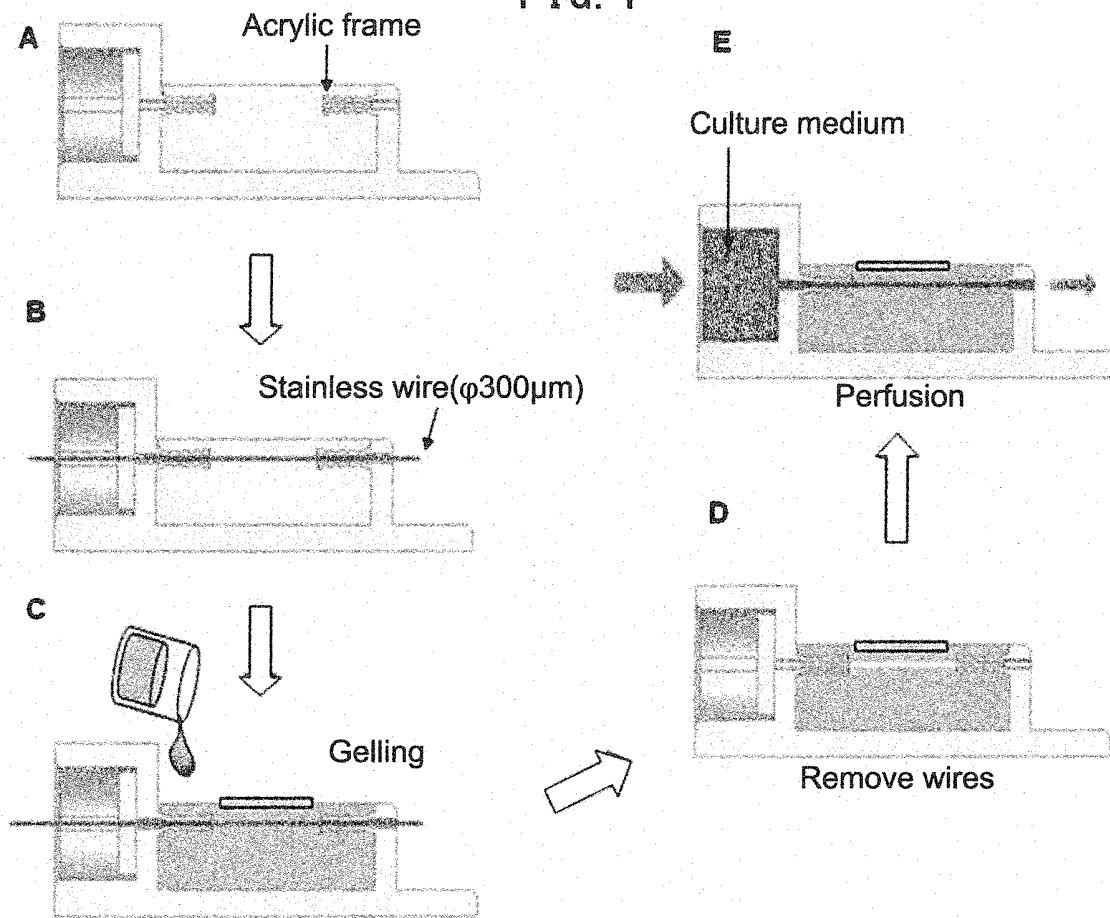 A
Acrylic frame
B
Stainless wire(φ300μm)
C
Gelling
D
Remove wires
E
Culture medium
Perfusion